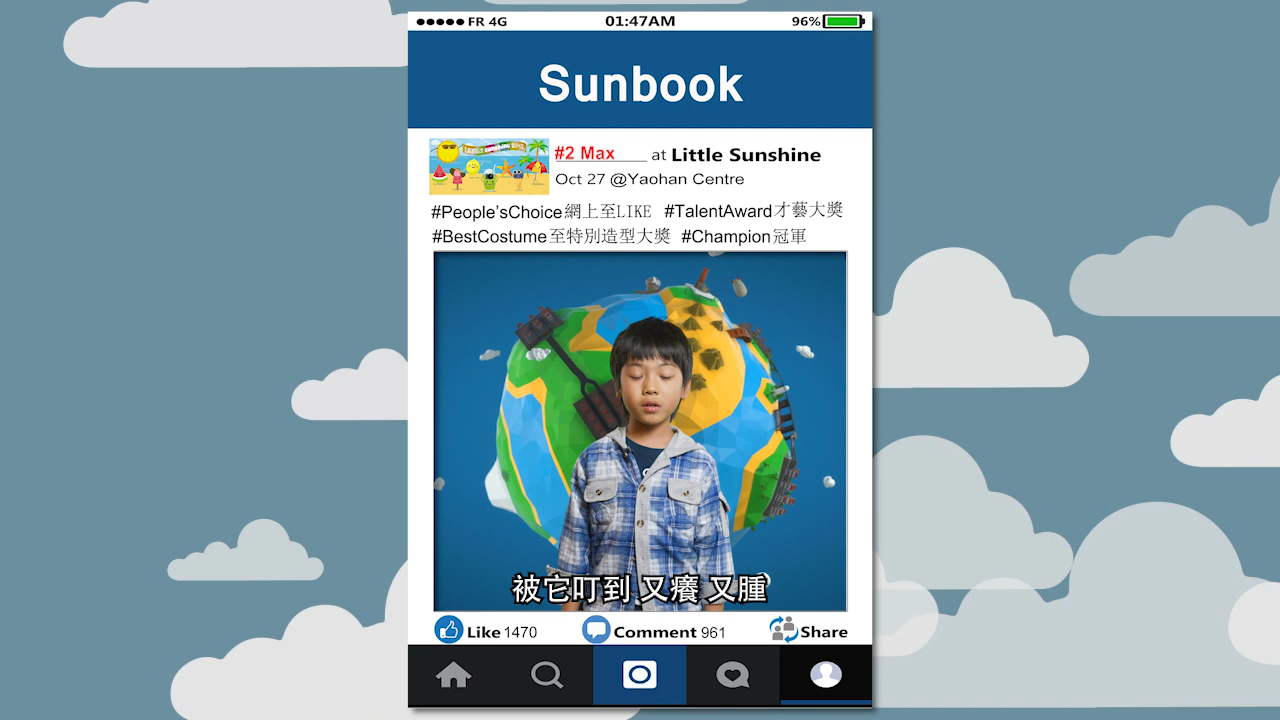 FR 4G 01:47AM 96%
Sunbook
#2 Max at Little Sunshine
Oct 27 @Yaohan Centre
#People'sChoice網上至LIKE #TalentAward才藝大獎
#BestCostume至特別造型大獎 #Champion冠軍
被它叮到 又癢 又腫
Like 1470 Comment 961 Share